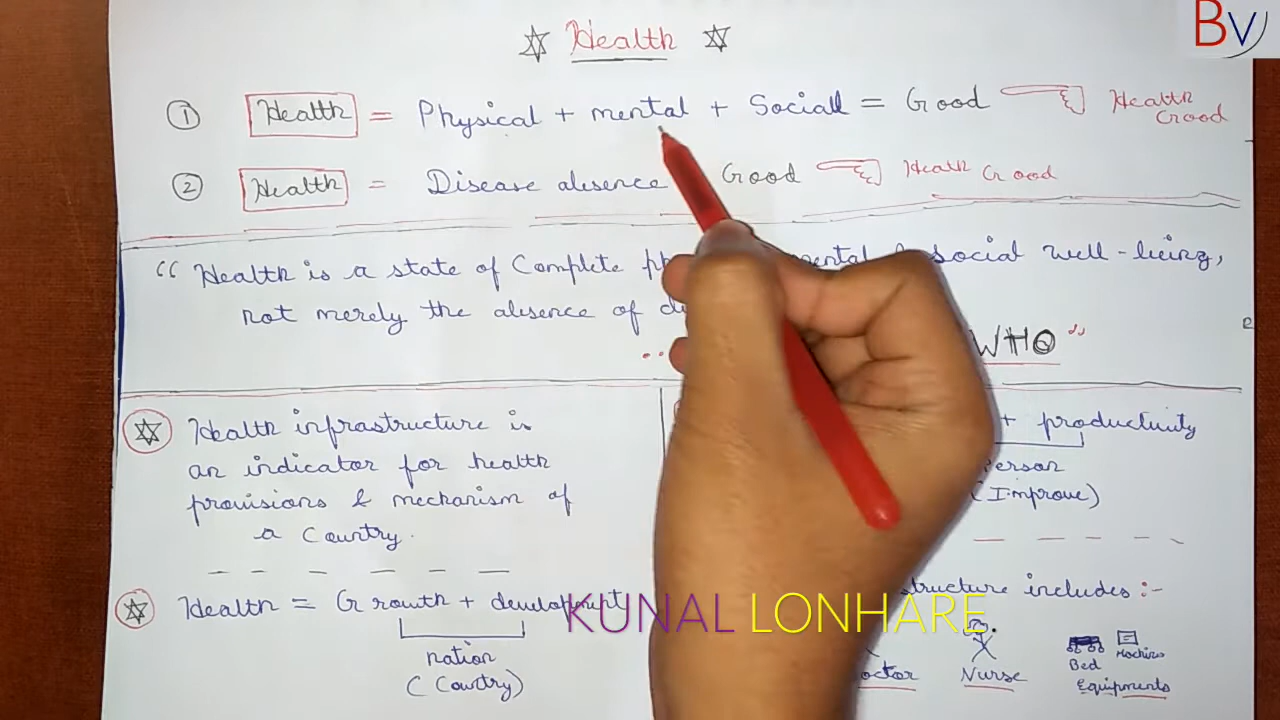 BV
Health
① Health = Physical + mental + Social = Good Health Good
② Health = Disease absence Good Health Good
“ Health is a state of Complete mental & social well-being,
not merely the absence of
WHO ”
Health infrastructure is
an indicator for health
provisions & mechanism of
a Country.
+ productivity
Person
(Improve)
Health = Growth + development
nation
(Country)
structure includes :-
Nurse
Bed
Machine
Equipments
KUNAL LONHARE